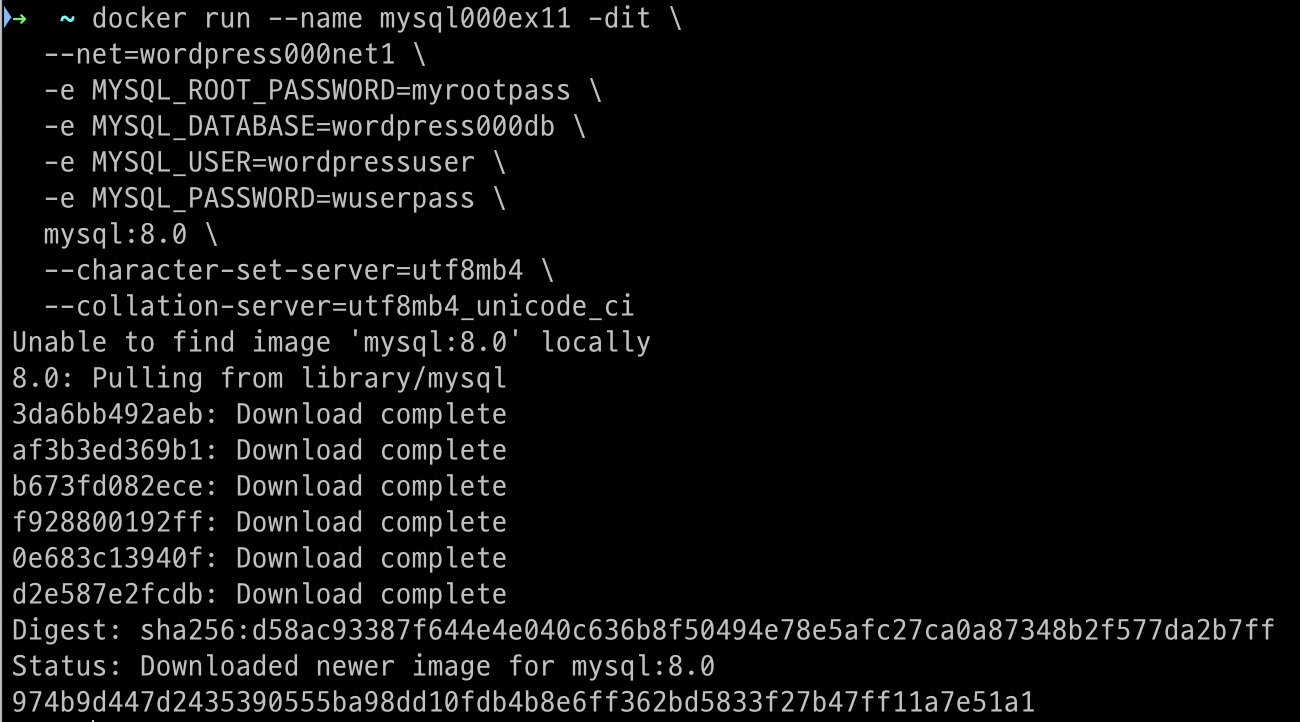 → ~ docker run --name mysql000ex11 -dit \
--net=wordpress000net1 \
-e MYSQL_ROOT_PASSWORD=myrootpass \
-e MYSQL_DATABASE=wordpress000db \
-e MYSQL_USER=wordpressuser \
-e MYSQL_PASSWORD=wuserpass \
mysql:8.0 \
--character-set-server=utf8mb4 \
--collation-server=utf8mb4_unicode_ci
Unable to find image 'mysql:8.0' locally
8.0: Pulling from library/mysql
3da6bb492aeb: Download complete
af3b3ed369b1: Download complete
b673fd082ece: Download complete
f928800192ff: Download complete
0e683c13940f: Download complete
d2e587e2fcdb: Download complete
Digest: sha256:d58ac93387f644e4e040c636b8f50494e78e5afc27ca0a87348b2f577da2b7ff
Status: Downloaded newer image for mysql:8.0
974b9d447d2435390555ba98dd10fdb4b8e6ff362bd5833f27b47ff11a7e51a1